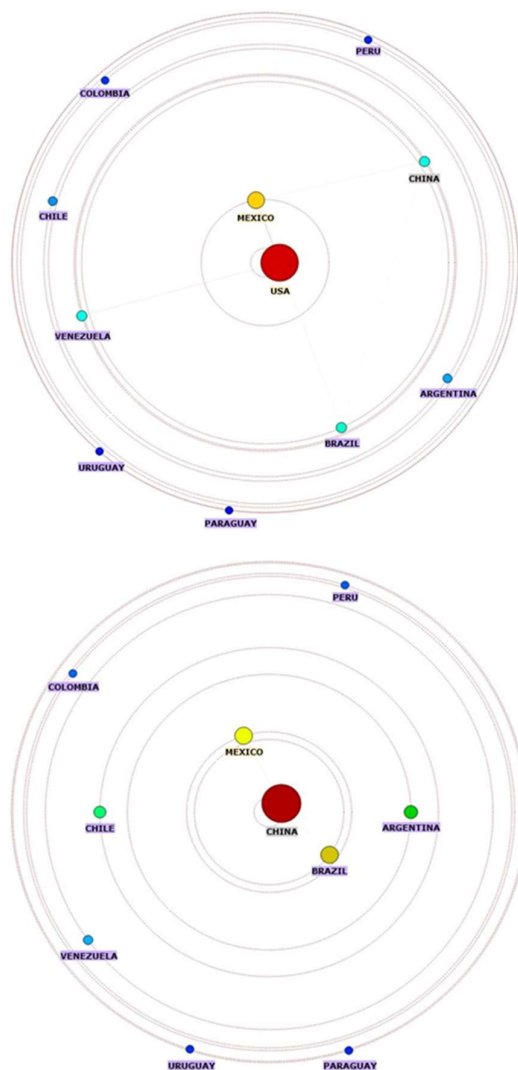 PERU
COLOMBIA
CHINA
CHILE
MEXICO
USA
VENEZUELA
ARGENTINA
BRAZIL
URUGUAY
PARAGUAY
PERU
COLOMBIA
MEXICO
CHINA
CHILE
ARGENTINA
BRAZIL
VENEZUELA
URUGUAY
PARAGUAY